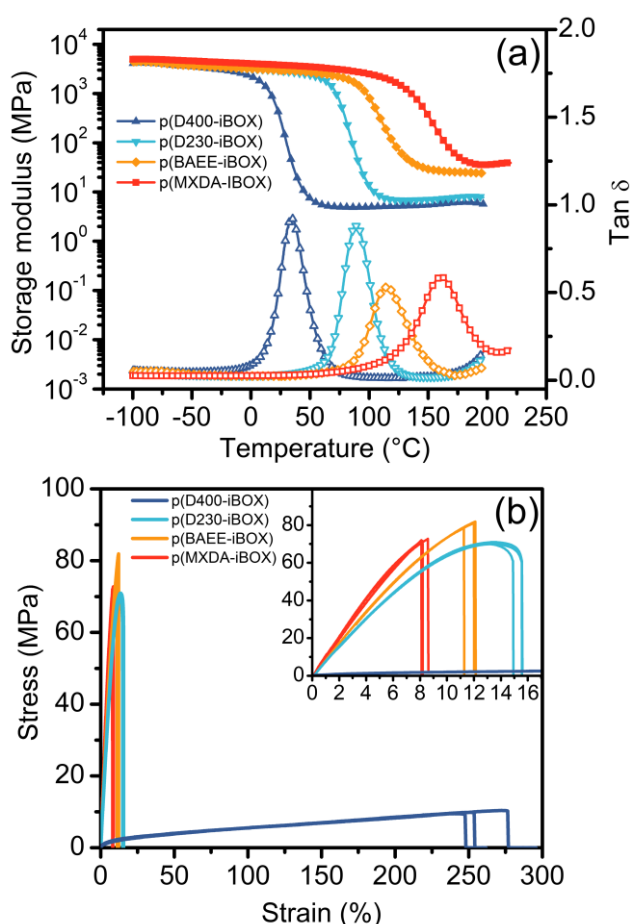 (a)
10⁴
10³
10²
10¹
10⁰
10⁻¹
10⁻²
10⁻³
Storage modulus (MPa)
p(D400-iBOX)
p(D230-iBOX)
p(BAEE-iBOX)
p(MXDA-IBOX)
2.0
1.5
1.0
0.5
0.0
Tan δ
-100 -50 0 50 100 150 200
Temperature (°C)
(b)
100
80
60
40
20
0
Stress (MPa)
p(D400-iBOX)
p(D230-iBOX)
p(BAEE-iBOX)
p(MXDA-iBOX)
80
60
40
20
0
0 2 4 6 8 10 12 14 16
0 50 100 150 200 250 300
Strain (%)